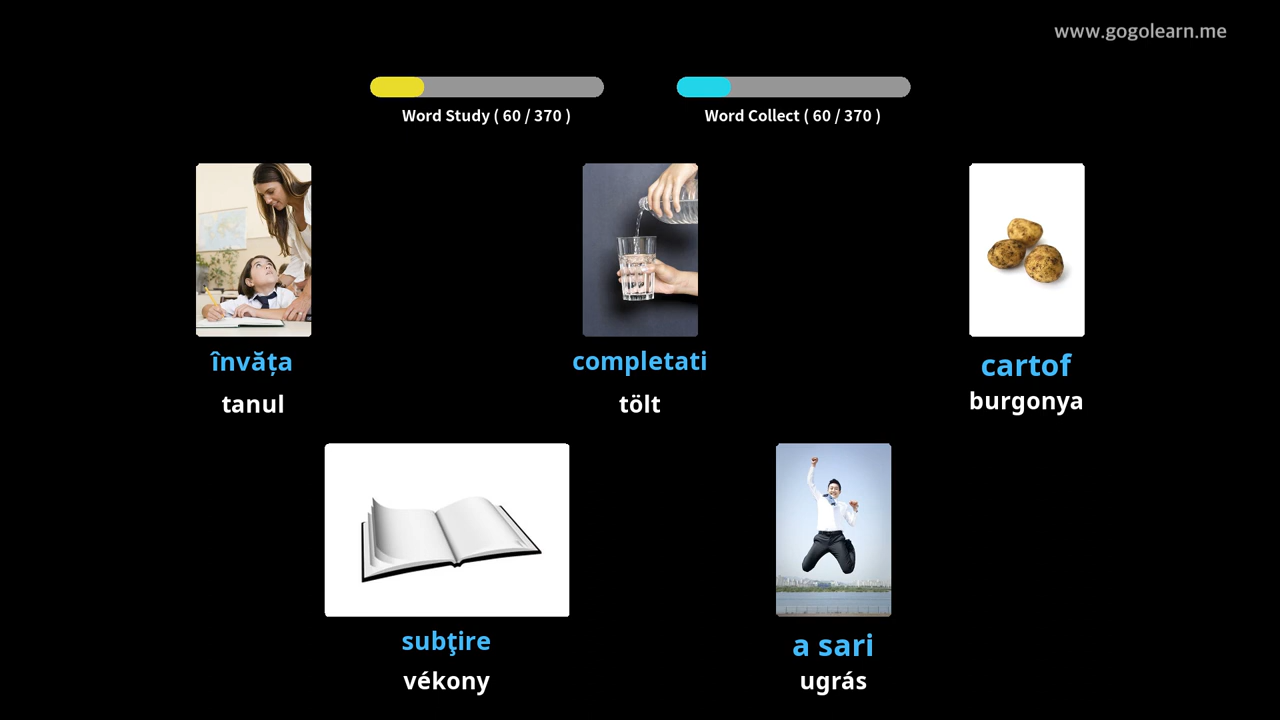 www.gogolearn.me
Word Study ( 60 / 370 )
Word Collect ( 60 / 370 )
învăța
tanul
completati
tölt
cartof
burgonya
subţire
vékony
a sari
ugrás